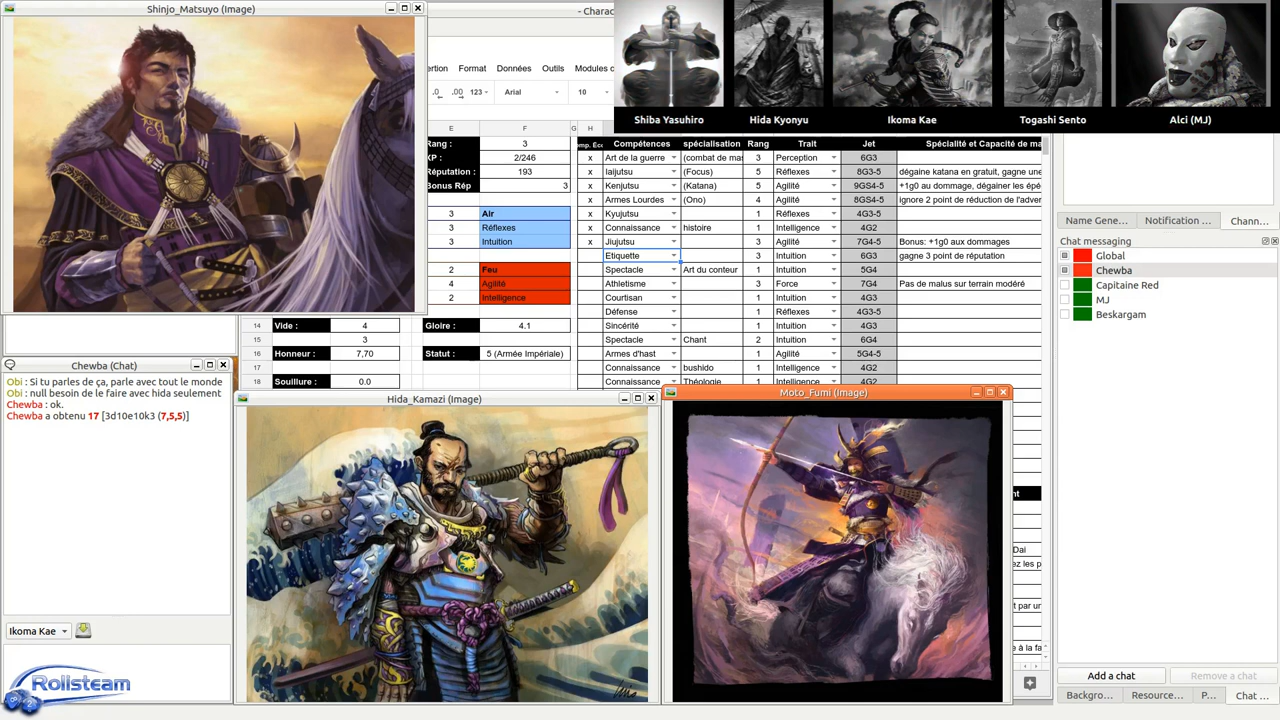 Shinjo_Matsuyo (Image)
- Charac
ertion Format Données Outils Modules c
.0 .00 123 Arial 10
Shiba Yasuhiro
Hida Kyonyu
Ikoma Kae
Togashi Sento
Alci (MJ)
E F G H
Rang : 3
XP : 2/246
Réputation : 193
Bonus Rép 3
3 Air
3 Réflexes
3 Intuition
2 Feu
4 Agilité
2 Intelligence
14 Vide : 4 Gloire : 4.1
15 3
16 Honneur : 7,70 Statut : 5 (Armée Impériale)
17
18 Souillure : 0.0
Compétences spécialisation Rang Trait Jet Spécialité et Capacité de ma
x Art de la guerre (combat de mas 3 Perception 6G3
x Iaijutsu (Focus) 5 Réflexes 8G3-5 dégaine katana en gratuit, gagne une
x Kenjutsu (Katana) 5 Agilité 9GS4-5 +1g0 au dommage, dégainer les épé
x Armes Lourdes (Ono) 4 Agilité 8GS4-5 ignore 2 point de réduction de l'adver
x Kyujutsu 1 Réflexes 4G3-5
x Connaissance histoire 1 Intelligence 4G2
x Jiujutsu 3 Agilité 7G4-5 Bonus: +1g0 aux dommages
Etiquette 3 Intuition 6G3 gagne 3 point de réputation
Spectacle Art du conteur 1 Intuition 5G4
Athletisme 3 Force 7G4 Pas de malus sur terrain modéré
Courtisan 1 Intuition 4G3
Défense 1 Réflexes 4G3-5
Sincérité 1 Intuition 4G3
Spectacle Chant 2 Intuition 6G4
Armes d'hast 1 Agilité 5G4-5
Connaissance bushido 1 Intelligence 4G2
Connaissance Théologie 1 Intelligence 4G2
Name Gene... Notification ... Chann...
Chat messaging
Global
Chewba
Capitaine Red
MJ
Beskargam
Chewba (Chat)
Obi : Si tu parles de ça, parle avec tout le monde
Obi : null besoin de le faire avec hida seulement
Chewba : ok.
Chewba a obtenu 17 [3d10e10k3 (7,5,5)]
Ikoma Kae
Rolisteam
Hida_Kamazi (Image)
Moto_Fumi (Image)
nt
Dai
ez les p
t par un
e à la fa
Add a chat Remove a chat
Backgro... Resource... P... Chat ...